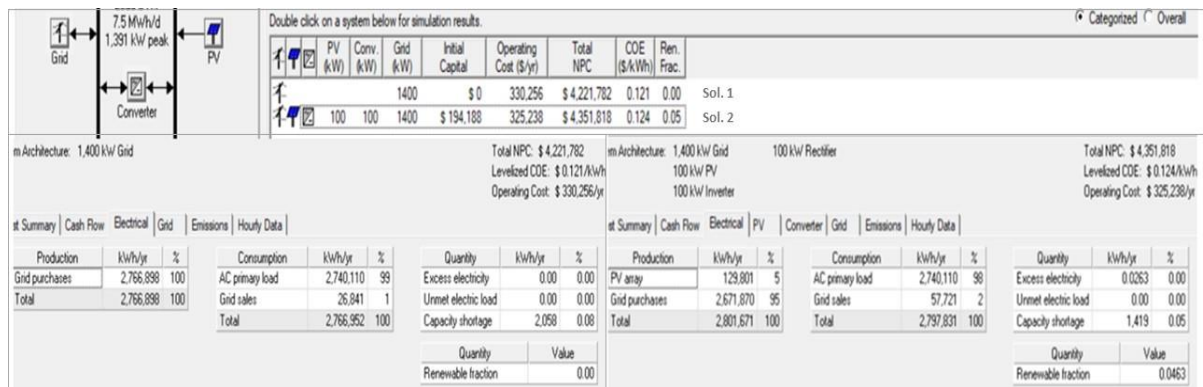 7.5 MWh/d
1,391 kW peak
Grid
PV
Converter
Double click on a system below for simulation results.
Categorized Overall
PV (kW) Conv. (kW) Grid (kW) Initial Capital Operating Cost ($/yr) Total NPC COE ($/kWh) Ren. Frac.
1400 $ 0 330,256 $ 4,221,782 0.121 0.00 Sol. 1
100 100 1400 $ 194,188 325,238 $ 4,351,818 0.124 0.05 Sol. 2
m Architecture: 1,400 kW Grid
Total NPC: $ 4,221,782
Levelized COE: $ 0.121/kWh
Operating Cost: $ 330,256/yr
st Summary Cash Flow Electrical Grid Emissions Hourly Data
Production kWh/yr %
Grid purchases 2,766,898 100
Total 2,766,898 100
Consumption kWh/yr %
AC primary load 2,740,110 99
Grid sales 26,841 1
Total 2,766,952 100
Quantity kWh/yr %
Excess electricity 0.00 0.00
Unmet electric load 0.00 0.00
Capacity shortage 2,058 0.08
Quantity Value
Renewable fraction 0.00
m Architecture: 1,400 kW Grid 100 kW Rectifier
100 kW PV
100 kW Inverter
Total NPC: $ 4,351,818
Levelized COE: $ 0.124/kWh
Operating Cost: $ 325,238/yr
st Summary Cash Flow Electrical PV Converter Grid Emissions Hourly Data
Production kWh/yr %
PV array 129,801 5
Grid purchases 2,671,870 95
Total 2,801,671 100
Consumption kWh/yr %
AC primary load 2,740,110 98
Grid sales 57,721 2
Total 2,797,831 100
Quantity kWh/yr %
Excess electricity 0.0263 0.00
Unmet electric load 0.00 0.00
Capacity shortage 1,419 0.05
Quantity Value
Renewable fraction 0.0463